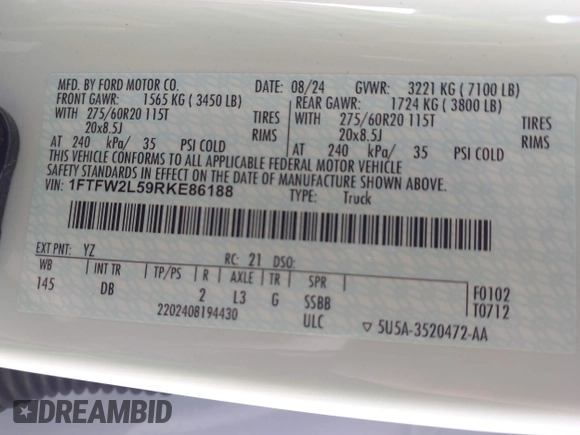 MFD. BY FORD MOTOR CO. DATE: 08/24 GVWR: 3221 KG ( 7100 LB)
FRONT GAWR: 1565 KG ( 3450 LB) REAR GAWR: 1724 KG ( 3800 LB)
WITH 275/60R20 115T TIRES WITH 275/60R20 115T TIRES
20x8.5J RIMS 20x8.5J RIMS
AT 240 kPa/ 35 PSI COLD AT 240 kPa/ 35 PSI COLD
THIS VEHICLE CONFORMS TO ALL APPLICABLE FEDERAL MOTOR VEHICLE
SAFETY STANDARDS IN EFFECT ON THE DATE OF MANUFACTURE SHOWN ABOVE.
VIN: 1FTFW2L59RKE86188 TYPE: Truck
EXT PNT: YZ RC: 21 DSO:
WB INT TR TP/PS R AXLE TR SPR F0102
145 DB 2 L3 G SSBB T0712
2202408194430 ULC ▽ 5U5A-3520472-AA
DREAMBID